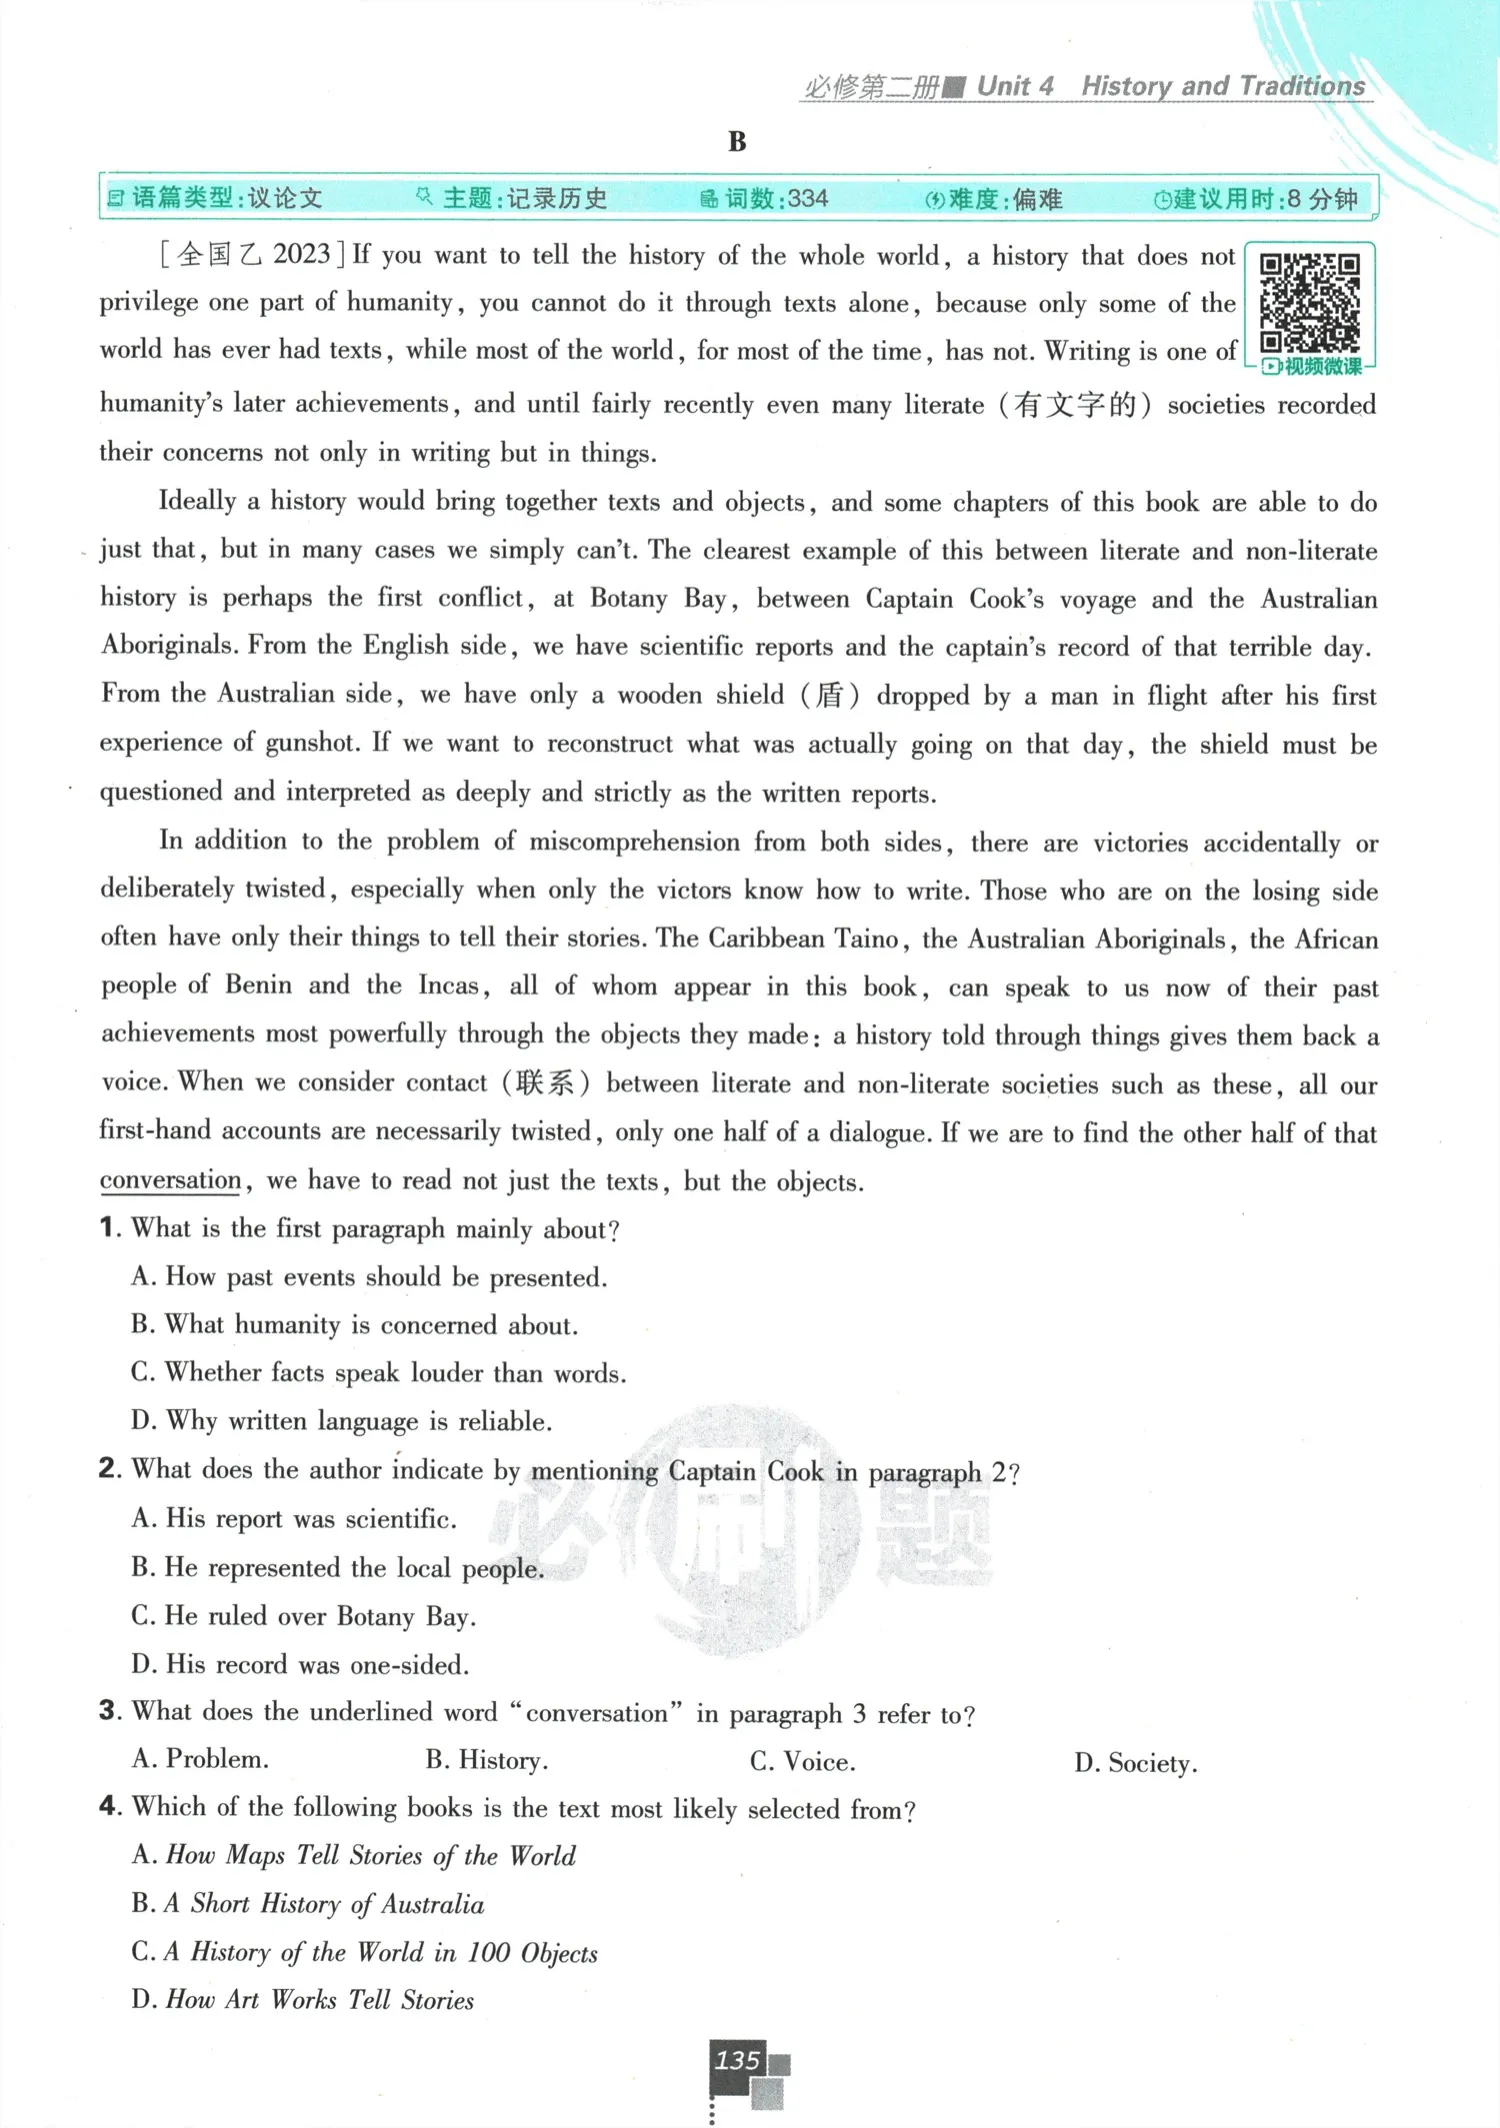 必修第二册■ Unit 4 History and Traditions
B
语篇类型:议论文 主题:记录历史 词数:334 难度:偏难 建议用时:8 分钟
[全国乙 2023]If you want to tell the history of the whole world, a history that does not
privilege one part of humanity, you cannot do it through texts alone, because only some of the
world has ever had texts, while most of the world, for most of the time, has not. Writing is one of
视频微课
humanity's later achievements, and until fairly recently even many literate (有文字的) societies recorded
their concerns not only in writing but in things.
Ideally a history would bring together texts and objects, and some chapters of this book are able to do
just that, but in many cases we simply can't. The clearest example of this between literate and non-literate
history is perhaps the first conflict, at Botany Bay, between Captain Cook's voyage and the Australian
Aboriginals. From the English side, we have scientific reports and the captain's record of that terrible day.
From the Australian side, we have only a wooden shield (盾) dropped by a man in flight after his first
experience of gunshot. If we want to reconstruct what was actually going on that day, the shield must be
questioned and interpreted as deeply and strictly as the written reports.
In addition to the problem of miscomprehension from both sides, there are victories accidentally or
deliberately twisted, especially when only the victors know how to write. Those who are on the losing side
often have only their things to tell their stories. The Caribbean Taino, the Australian Aboriginals, the African
people of Benin and the Incas, all of whom appear in this book, can speak to us now of their past
achievements most powerfully through the objects they made: a history told through things gives them back a
voice. When we consider contact (联系) between literate and non-literate societies such as these, all our
first-hand accounts are necessarily twisted, only one half of a dialogue. If we are to find the other half of that
conversation, we have to read not just the texts, but the objects.
1. What is the first paragraph mainly about?
A. How past events should be presented.
B. What humanity is concerned about.
C. Whether facts speak louder than words.
D. Why written language is reliable.
2. What does the author indicate by mentioning Captain Cook in paragraph 2?
A. His report was scientific.
B. He represented the local people.
C. He ruled over Botany Bay.
D. His record was one-sided.
必刷题
3. What does the underlined word "conversation" in paragraph 3 refer to?
A. Problem. B. History. C. Voice. D. Society.
4. Which of the following books is the text most likely selected from?
A. How Maps Tell Stories of the World
B. A Short History of Australia
C. A History of the World in 100 Objects
D. How Art Works Tell Stories
135